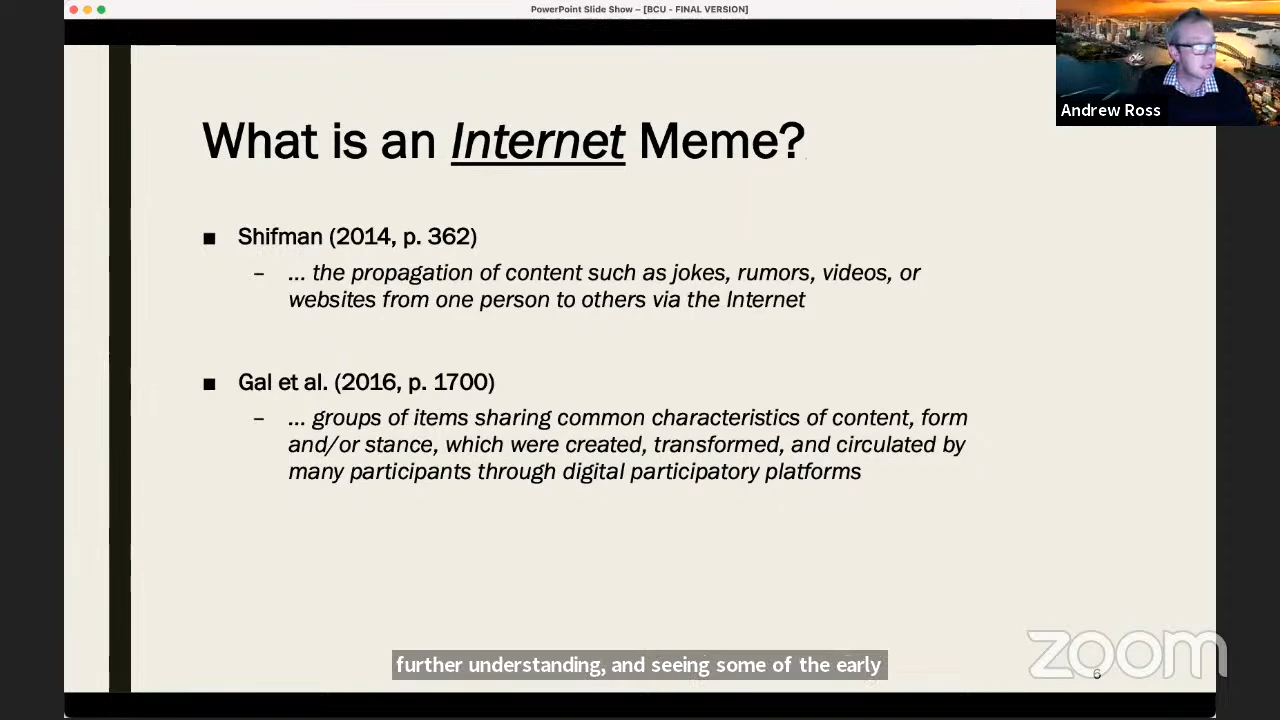 PowerPoint Slide Show – [BCU - FINAL VERSION]
Andrew Ross
What is an Internet Meme?
■ Shifman (2014, p. 362)
– ... the propagation of content such as jokes, rumors, videos, or
websites from one person to others via the Internet
■ Gal et al. (2016, p. 1700)
– ... groups of items sharing common characteristics of content, form
and/or stance, which were created, transformed, and circulated by
many participants through digital participatory platforms
further understanding, and seeing some of the early
zoom
6